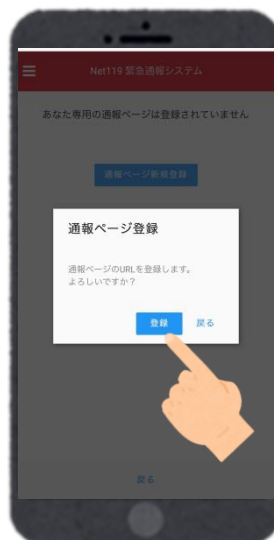 Net119 緊急通報システム
あなた専用の通報ページは登録されていません
通報ページ新規登録
通報ページ登録
通報ページのURLを登録します。
よろしいですか？
登録 戻る
戻る